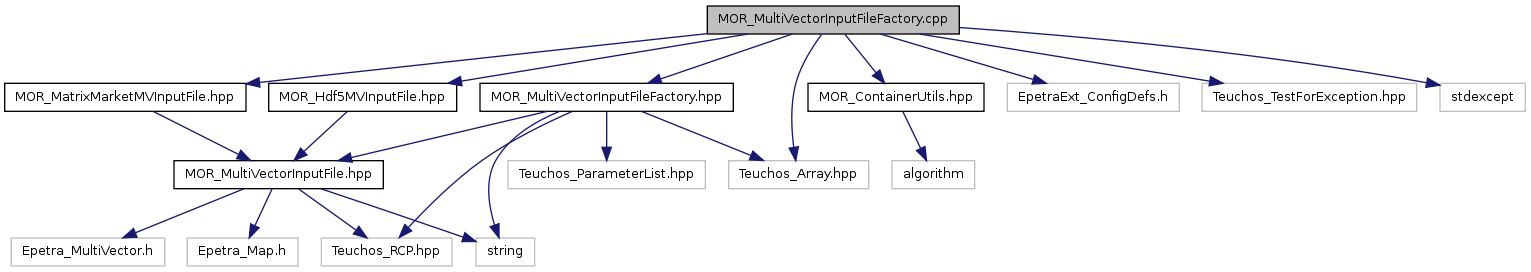 MOR_MultiVectorInputFileFactory.cpp
MOR_MatrixMarketMVInputFile.hpp
MOR_Hdf5MVInputFile.hpp
MOR_MultiVectorInputFileFactory.hpp
MOR_ContainerUtils.hpp
EpetraExt_ConfigDefs.h
Teuchos_TestForException.hpp
stdexcept
MOR_MultiVectorInputFile.hpp
Teuchos_ParameterList.hpp
Teuchos_Array.hpp
algorithm
Epetra_MultiVector.h
Epetra_Map.h
Teuchos_RCP.hpp
string